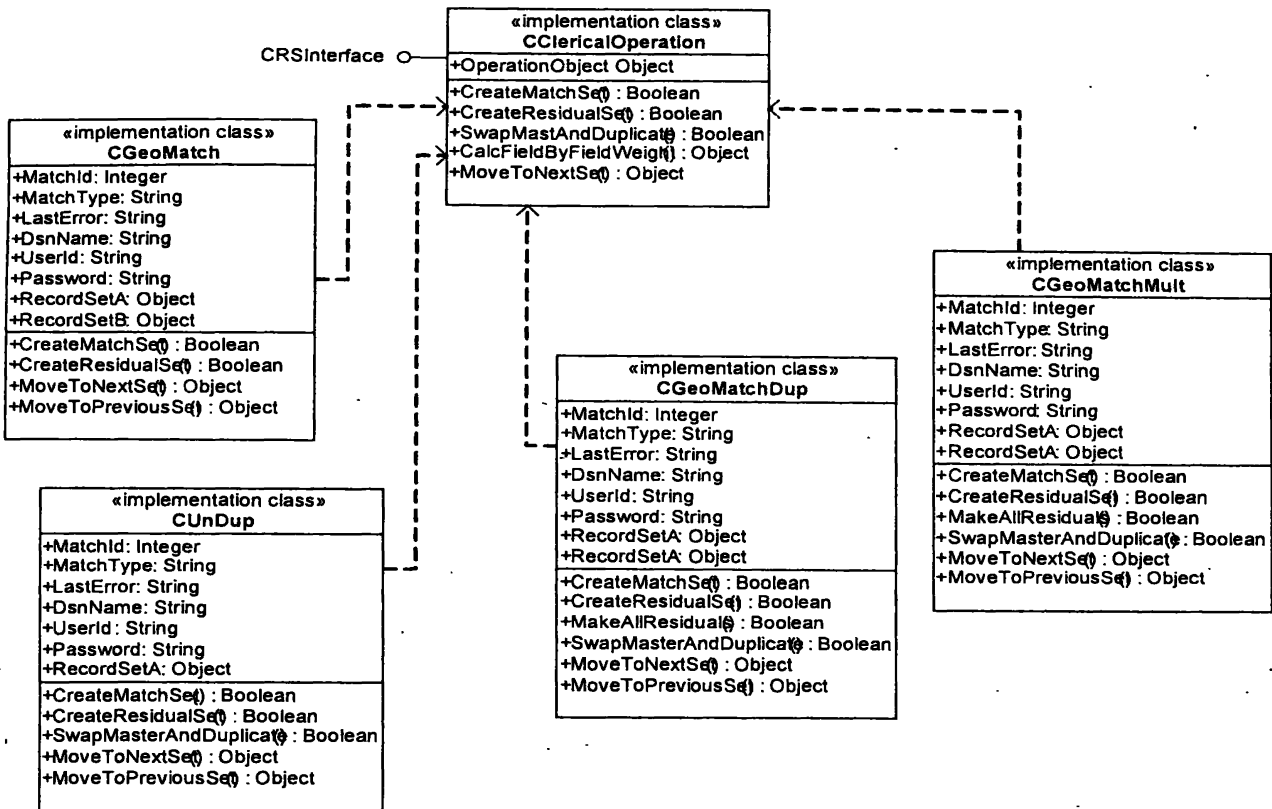 «implementation class»
CClericalOperation
CRSInterface
+OperationObject Object
+CreateMatchSet() : Boolean
+CreateResidualSet() : Boolean
+SwapMastAndDuplicate() : Boolean
+CalcFieldByFieldWeight() : Object
+MoveToNextSet() : Object
«implementation class»
CGeoMatch
+MatchId: Integer
+MatchType: String
+LastError: String
+DsnName: String
+UserId: String
+Password: String
+RecordSetA: Object
+RecordSetB: Object
+CreateMatchSet() : Boolean
+CreateResidualSet() : Boolean
+MoveToNextSet() : Object
+MoveToPreviousSet() : Object
«implementation class»
CGeoMatchMult
+MatchId: Integer
+MatchType: String
+LastError: String
+DsnName: String
+UserId: String
+Password: String
+RecordSetA: Object
+RecordSetA: Object
+CreateMatchSet() : Boolean
+CreateResidualSet() : Boolean
+MakeAllResiduals() : Boolean
+SwapMasterAndDuplicate() : Boolean
+MoveToNextSet() : Object
+MoveToPreviousSet() : Object
«implementation class»
CGeoMatchDup
+MatchId: Integer
+MatchType: String
+LastError: String
+DsnName: String
+UserId: String
+Password: String
+RecordSetA: Object
+RecordSetA: Object
+CreateMatchSet() : Boolean
+CreateResidualSet() : Boolean
+MakeAllResiduals() : Boolean
+SwapMasterAndDuplicate() : Boolean
+MoveToNextSet() : Object
+MoveToPreviousSet() : Object
«implementation class»
CUnDup
+MatchId: Integer
+MatchType: String
+LastError: String
+DsnName: String
+UserId: String
+Password: String
+RecordSetA: Object
+CreateMatchSet() : Boolean
+CreateResidualSet() : Boolean
+SwapMasterAndDuplicate() : Boolean
+MoveToNextSet() : Object
+MoveToPreviousSet() : Object